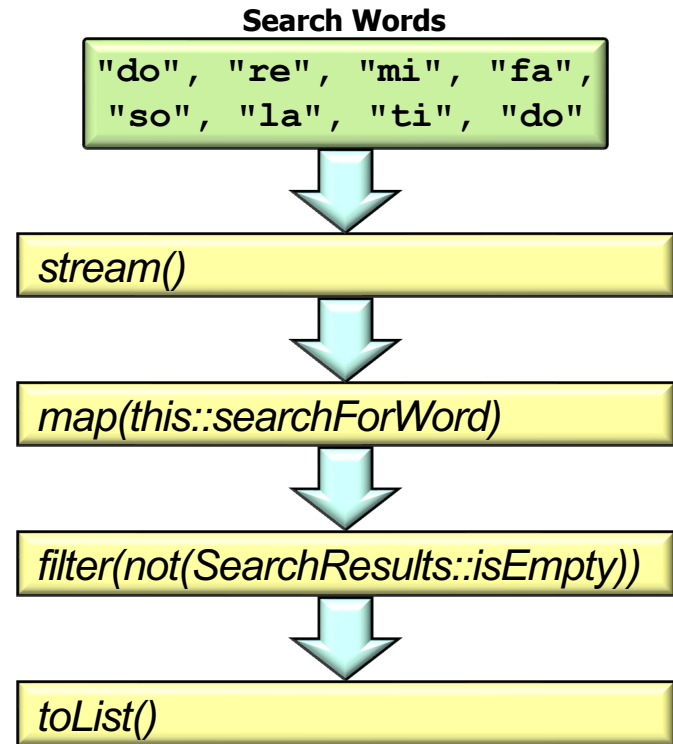 Search Words
"do", "re", "mi", "fa",
"so", "la", "ti", "do"
stream()
map(this::searchForWord)
filter(not(SearchResults::isEmpty))
toList()